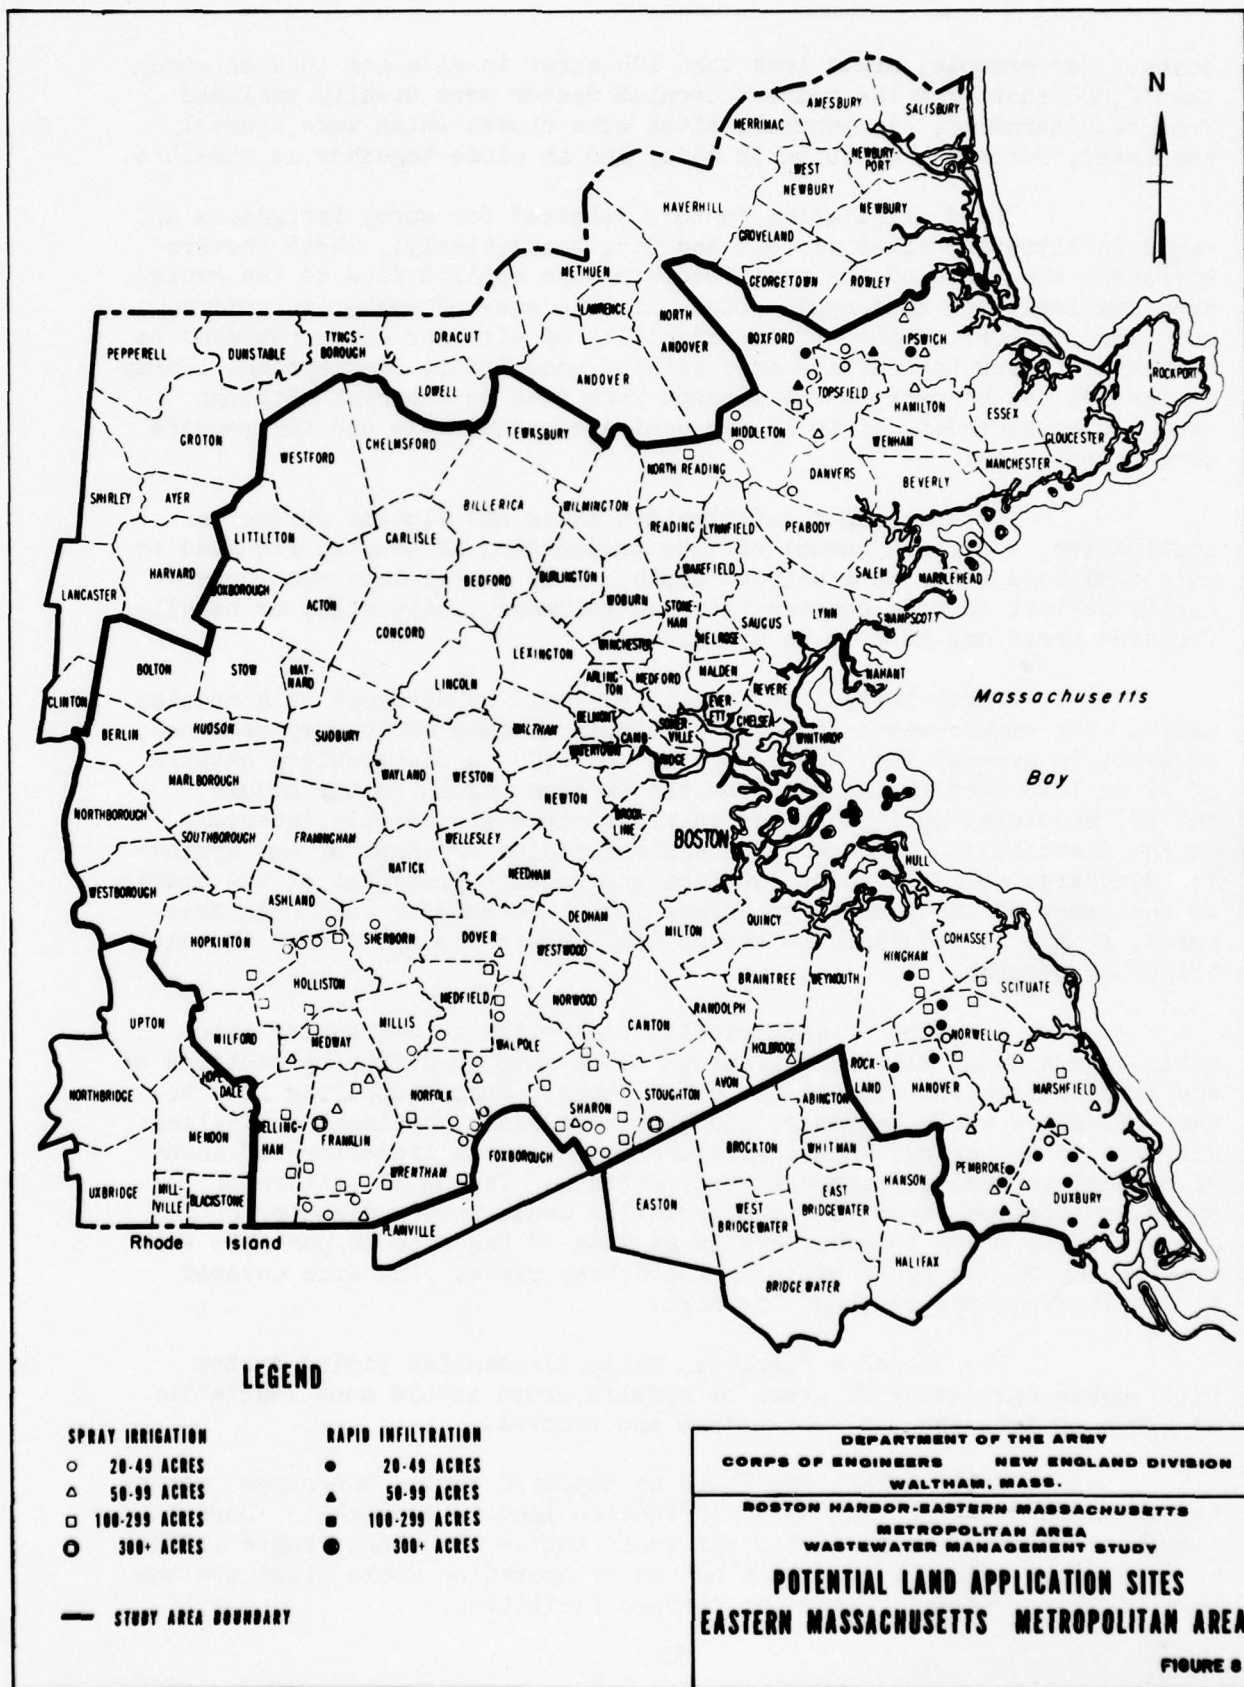 N
AMESBURY
SALISBURY
MERRIMAC
NEWBURY-
PORT
WEST
NEWBURY
HAVERHILL
NEWBURY
GROVELAND
METHUEN
GEORGETOWN
ROWLEY
LAWRENCE
NORTH
ANDOVER
BOXFORD
IPSWICH
PEPPERELL
DUNSTABLE
TYNGS-
BOROUGH
DRACUT
LOWELL
ANDOVER
TOPSFIELD
HAMILTON
ROCKPORT
ESSEX
GLOUCESTER
GROTON
CHELMSFORD
TEWKSBURY
MIDDLETON
WENHAM
MANCHESTER
WESTFORD
NORTH READING
DANVERS
BEVERLY
SHIRLEY
AYER
BILLERICA
WILMINGTON
READING
LYNNFIELD
PEABODY
LITTLETON
CARLISLE
HARVARD
BOXBOROUGH
BEDFORD
BURLINGTON
WAKEFIELD
SALEM
MARBLEHEAD
LANCASTER
ACTON
WOBURN
STONE-
HAM
SAUGUS
LYNN
SWAMPSCOTT
CONCORD
LEXINGTON
WINCHESTER
MELROSE
BOLTON
STOW
MAY-
NARD
LINCOLN
ARLING-
TON
MEDFORD
MALDEN
REVERE
NAHANT
CLINTON
EVER-
ETT
Massachusetts
Bay
BERLIN
HUDSON
SUDBURY
WALTHAM
BELMONT
SOMER-
VILLE
CHELSEA
WINTHROP
WATERTOWN
CAMB-
RIDGE
MARLBOROUGH
WAYLAND
WESTON
NEWTON
BROOK-
LINE
NORTHBOROUGH
SOUTHBOROUGH
FRAMINGHAM
WELLESLEY
BOSTON
NATICK
NEEDHAM
HULL
WESTBOROUGH
ASHLAND
DEDHAM
QUINCY
HOPKINTON
SHERBORN
DOVER
WESTWOOD
MILTON
COHASSET
HINGHAM
HOLLISTON
MEDFIELD
NORWOOD
BRAINTREE
WEYMOUTH
SCITUATE
UPTON
MILLIS
CANTON
RANDOLPH
MILFORD
MEDWAY
WALPOLE
HOLBROOK
NORWELL
HOPE-
DALE
NORTHBRIDGE
NORFOLK
SHARON
STOUGHTON
AVON
ROCK-
LAND
HANOVER
MARSHFIELD
MENDON
BELLING-
HAM
FRANKLIN
ABINGTON
BROCKTON
WHITMAN
WRENTHAM
FOXBOROUGH
HANSON
PEMBROKE
UXBRIDGE
MILL-
VILLE
BLACKSTONE
PLAINVILLE
EASTON
WEST
BRIDGEWATER
EAST
BRIDGEWATER
DUXBURY
Rhode Island
BRIDGEWATER
HALIFAX
LEGEND
SPRAY IRRIGATION
20-49 ACRES
50-99 ACRES
100-299 ACRES
300+ ACRES
RAPID INFILTRATION
20-49 ACRES
50-99 ACRES
100-299 ACRES
300+ ACRES
STUDY AREA BOUNDARY
DEPARTMENT OF THE ARMY
CORPS OF ENGINEERS NEW ENGLAND DIVISION
WALTHAM, MASS.
BOSTON HARBOR-EASTERN MASSACHUSETTS
METROPOLITAN AREA
WASTEWATER MANAGEMENT STUDY
POTENTIAL LAND APPLICATION SITES
EASTERN MASSACHUSETTS METROPOLITAN AREA
FIGURE 8